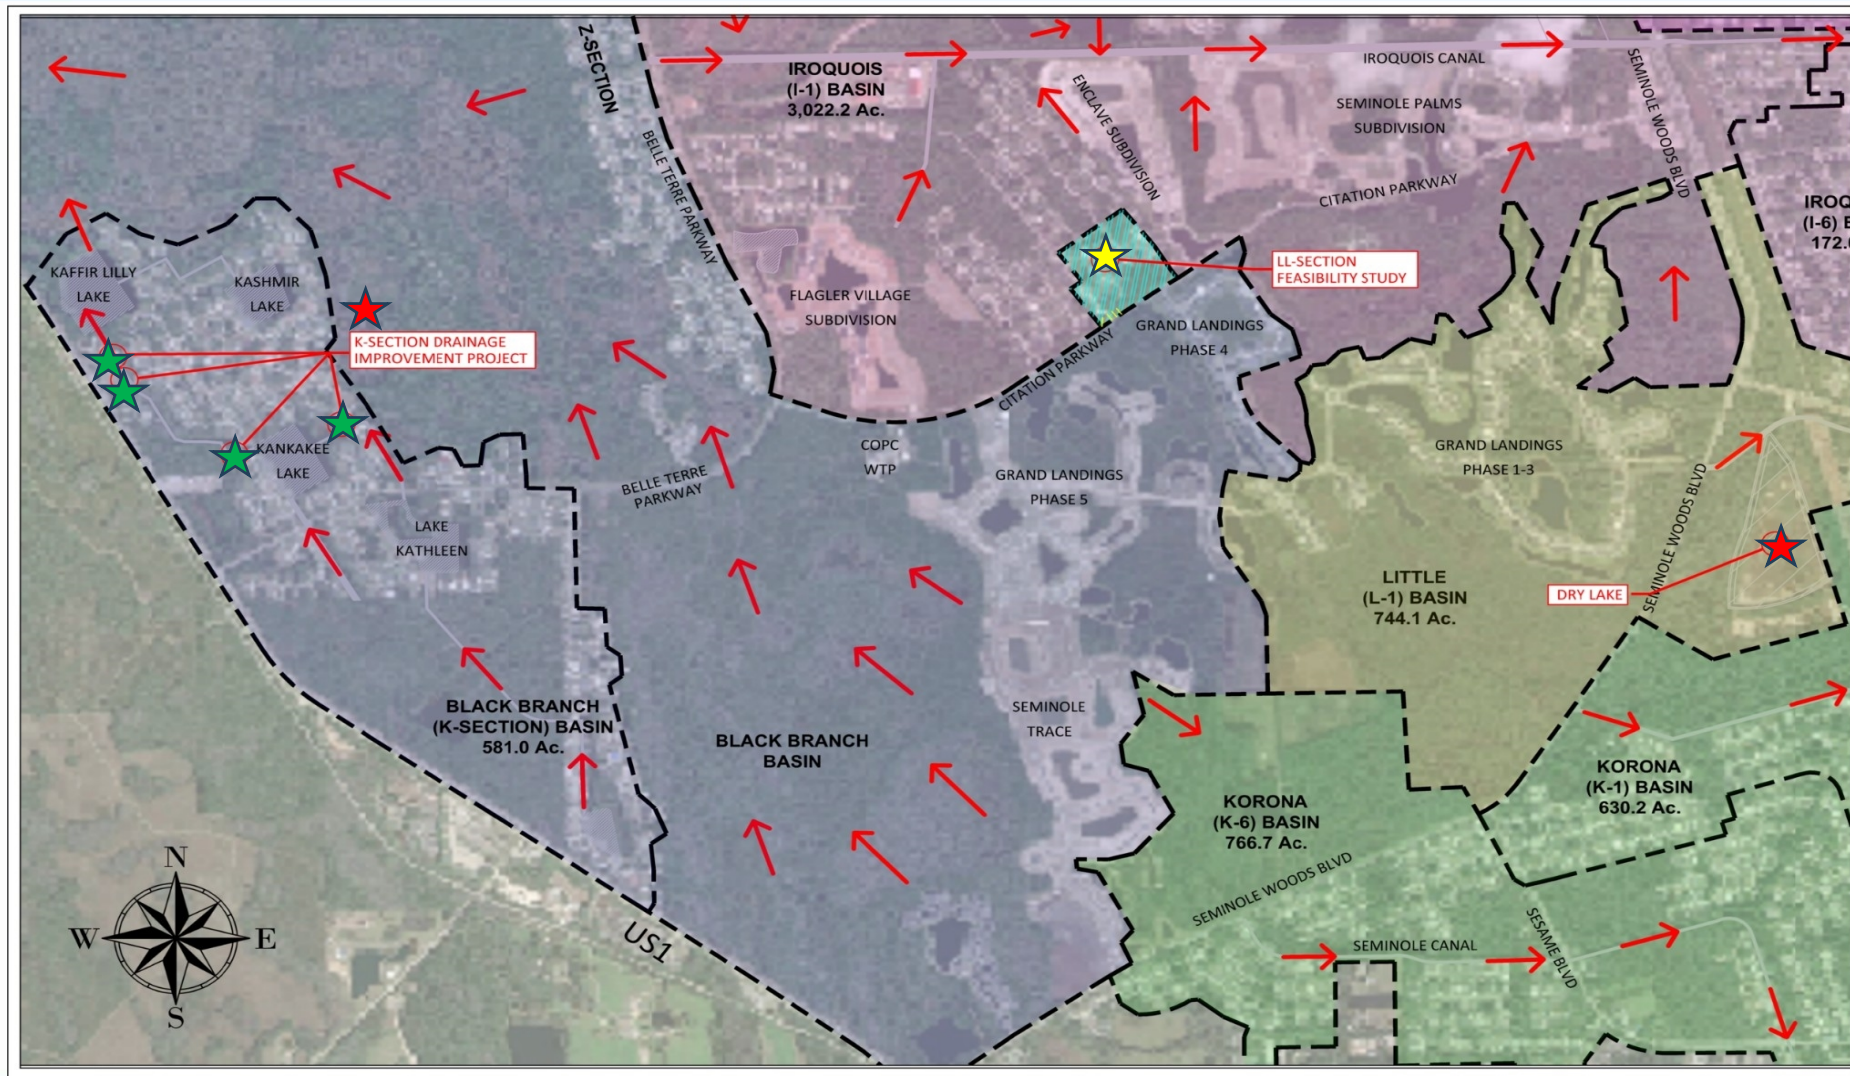 Z-SECTION
IROQUOIS
(I-1) BASIN
3,022.2 Ac.
IROQUOIS CANAL
SEMINOLE WOODS BLVD
ENCLAVE SUBDIVISION
SEMINOLE PALMS
SUBDIVISION
BELLE TERRE PARKWAY
CITATION PARKWAY
IROQ
(I-6) B
172.
KAFFIR LILLY
LAKE
KASHMIR
LAKE
FLAGLER VILLAGE
SUBDIVISION
LL-SECTION
FEASIBILITY STUDY
GRAND LANDINGS
PHASE 4
K-SECTION DRAINAGE
IMPROVEMENT PROJECT
CITATION PARKWAY
KANKAKEE
LAKE
COPC
WTP
BELLE TERRE
PARKWAY
GRAND LANDINGS
PHASE 5
GRAND LANDINGS
PHASE 1-3
SEMINOLE WOODS BLVD
LAKE
KATHLEEN
LITTLE
(L-1) BASIN
744.1 Ac.
DRY LAKE
BLACK BRANCH
(K-SECTION) BASIN
581.0 Ac.
BLACK BRANCH
BASIN
SEMINOLE
TRACE
KORONA
(K-6) BASIN
766.7 Ac.
KORONA
(K-1) BASIN
630.2 Ac.
SEMINOLE WOODS BLVD
SEMINOLE CANAL
SESAME BLVD
US1
N
W E
S